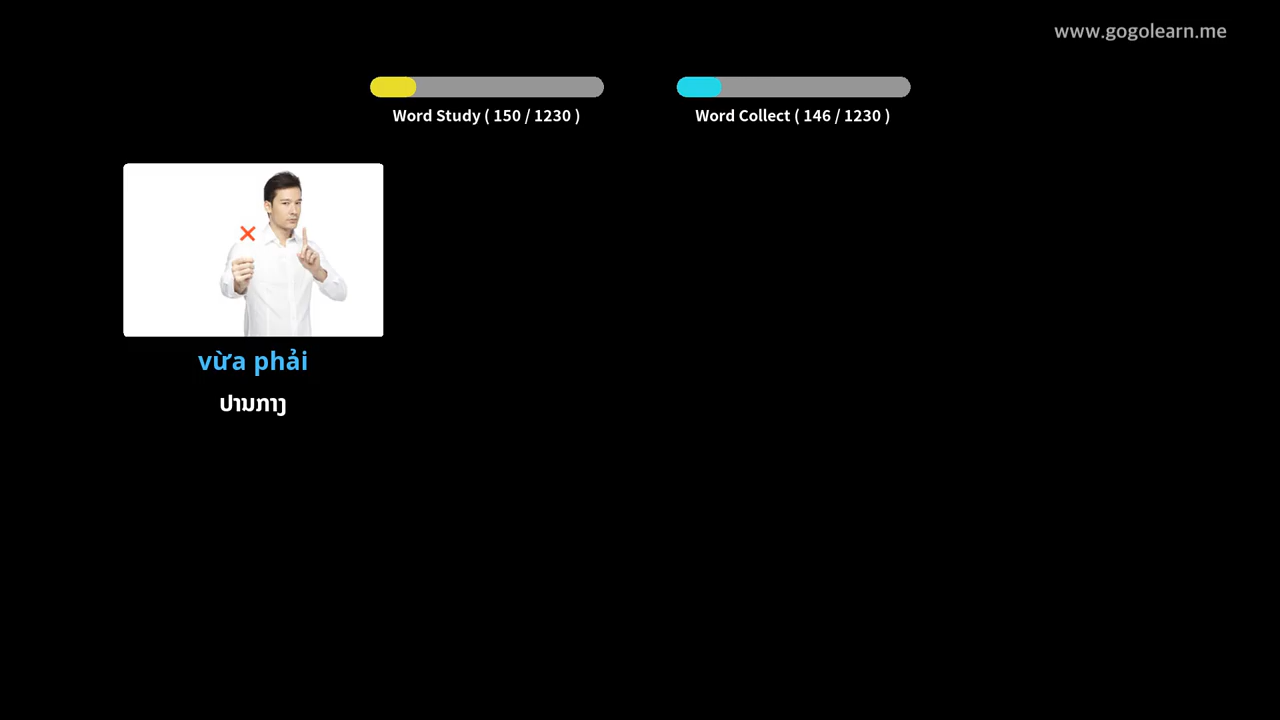 www.gogolearn.me
Word Study ( 150 / 1230 )
Word Collect ( 146 / 1230 )
vừa phải
ປານກາງ